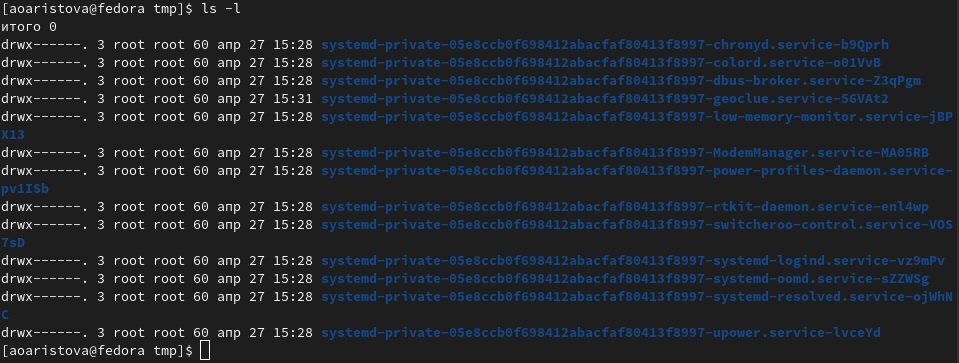 [aoaristova@fedora tmp]$ ls -l
итого 0
drwx------. 3 root root 60 апр 27 15:28 systemd-private-05e8ccb0f698412abacfaf80413f8997-chronyd.service-b9Qprh
drwx------. 3 root root 60 апр 27 15:28 systemd-private-05e8ccb0f698412abacfaf80413f8997-colord.service-o01VvB
drwx------. 3 root root 60 апр 27 15:28 systemd-private-05e8ccb0f698412abacfaf80413f8997-dbus-broker.service-Z3qPgm
drwx------. 3 root root 60 апр 27 15:31 systemd-private-05e8ccb0f698412abacfaf80413f8997-geoclue.service-56VAt2
drwx------. 3 root root 60 апр 27 15:28 systemd-private-05e8ccb0f698412abacfaf80413f8997-low-memory-monitor.service-jBP
X13
drwx------. 3 root root 60 апр 27 15:28 systemd-private-05e8ccb0f698412abacfaf80413f8997-ModemManager.service-MA05RB
drwx------. 3 root root 60 апр 27 15:28 systemd-private-05e8ccb0f698412abacfaf80413f8997-power-profiles-daemon.service-
pv1ISb
drwx------. 3 root root 60 апр 27 15:28 systemd-private-05e8ccb0f698412abacfaf80413f8997-rtkit-daemon.service-enl4wp
drwx------. 3 root root 60 апр 27 15:28 systemd-private-05e8ccb0f698412abacfaf80413f8997-switcheroo-control.service-VOS
7sD
drwx------. 3 root root 60 апр 27 15:28 systemd-private-05e8ccb0f698412abacfaf80413f8997-systemd-logind.service-vz9mPv
drwx------. 3 root root 60 апр 27 15:28 systemd-private-05e8ccb0f698412abacfaf80413f8997-systemd-oomd.service-sZZWSg
drwx------. 3 root root 60 апр 27 15:28 systemd-private-05e8ccb0f698412abacfaf80413f8997-systemd-resolved.service-ojWhN
C
drwx------. 3 root root 60 апр 27 15:28 systemd-private-05e8ccb0f698412abacfaf80413f8997-upower.service-lvceYd
[aoaristova@fedora tmp]$